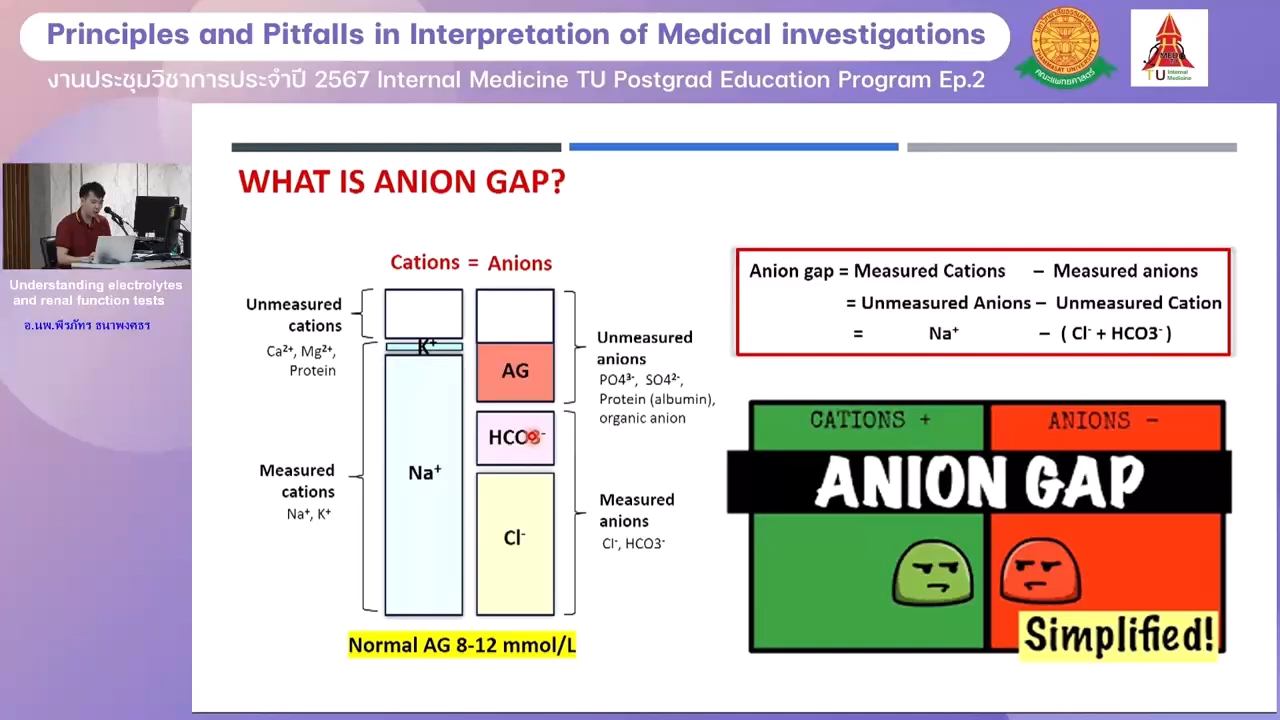 Principles and Pitfalls in Interpretation of Medical investigations
งานประชุมวิชาการประจำปี 2567 Internal Medicine TU Postgrad Education Program Ep.2
MED
TU Internal Medicine
Understanding electrolytes
and renal function tests
อ.นพ.พีรภัทร ธนาพงศธร
WHAT IS ANION GAP?
Cations = Anions
Unmeasured
cations
Ca²⁺, Mg²⁺,
Protein
Measured
cations
Na⁺, K⁺
K⁺
Na⁺
AG
HCO3⁻
Cl⁻
Unmeasured
anions
PO4³⁻, SO4²⁻,
Protein (albumin),
organic anion
Measured
anions
Cl⁻, HCO3⁻
Normal AG 8-12 mmol/L
Anion gap = Measured Cations – Measured anions
= Unmeasured Anions – Unmeasured Cation
= Na⁺ – ( Cl⁻ + HCO3⁻ )
CATIONS + ANIONS –
ANION GAP
Simplified!